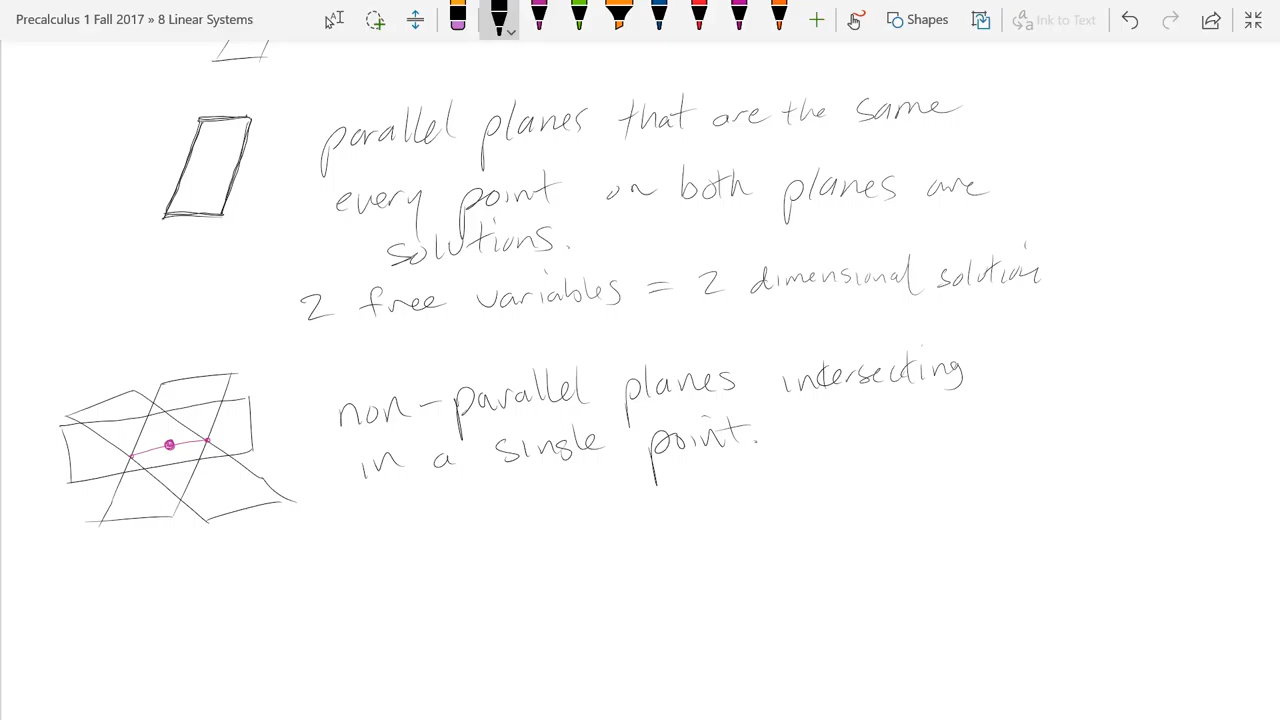 Precalculus 1 Fall 2017 » 8 Linear Systems
Shapes
Ink to Text
parallel planes that are the same
every point on both planes are
solutions.
2 free variables = 2 dimensional solution
non-parallel planes intersecting
in a single point.